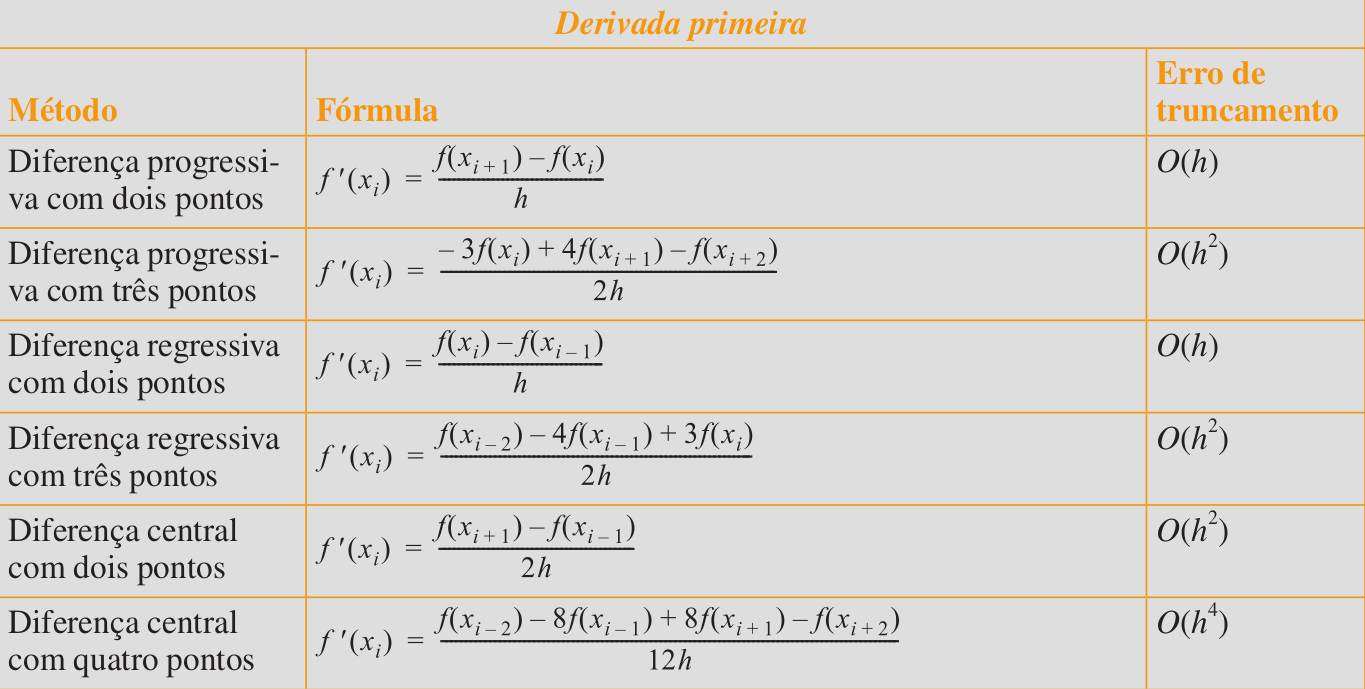 Derivada primeira
Método Fórmula Erro de truncamento
Diferença progressi-
va com dois pontos
f ′(x_i) = \frac{f(x_{i+1}) – f(x_i)}{h}
O(h)
Diferença progressi-
va com três pontos
f ′(x_i) = \frac{– 3f(x_i) + 4f(x_{i+1}) – f(x_{i+2})}{2h}
O(h^2)
Diferença regressiva
com dois pontos
f ′(x_i) = \frac{f(x_i) – f(x_{i–1})}{h}
O(h)
Diferença regressiva
com três pontos
f ′(x_i) = \frac{f(x_{i–2}) – 4f(x_{i–1}) + 3f(x_i)}{2h}
O(h^2)
Diferença central
com dois pontos
f ′(x_i) = \frac{f(x_{i+1}) – f(x_{i–1})}{2h}
O(h^2)
Diferença central
com quatro pontos
f ′(x_i) = \frac{f(x_{i–2}) – 8f(x_{i–1}) + 8f(x_{i+1}) – f(x_{i+2})}{12h}
O(h^4)